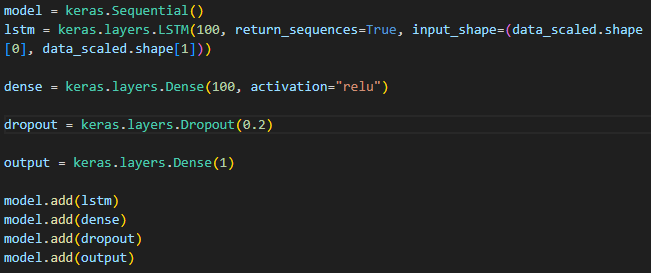 model = keras.Sequential()
lstm = keras.layers.LSTM(100, return_sequences=True, input_shape=(data_scaled.shape
[0], data_scaled.shape[1]))
dense = keras.layers.Dense(100, activation="relu")
dropout = keras.layers.Dropout(0.2)
output = keras.layers.Dense(1)
model.add(lstm)
model.add(dense)
model.add(dropout)
model.add(output)